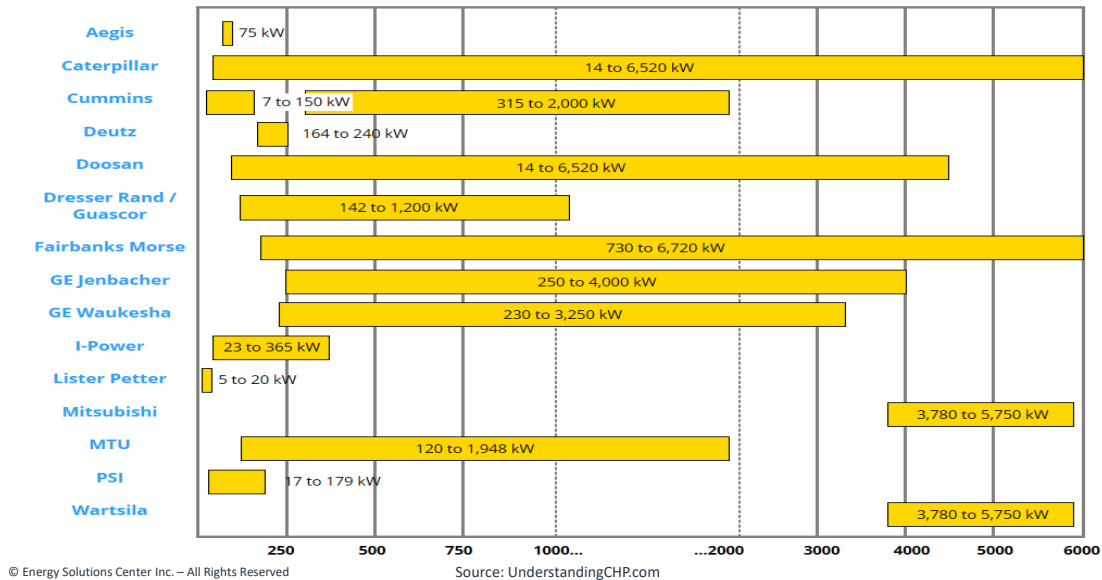 Aegis
75 kW
Caterpillar
14 to 6,520 kW
Cummins
7 to 150 kW
315 to 2,000 kW
Deutz
164 to 240 kW
Doosan
14 to 6,520 kW
Dresser Rand /
Guascor
142 to 1,200 kW
Fairbanks Morse
730 to 6,720 kW
GE Jenbacher
250 to 4,000 kW
GE Waukesha
230 to 3,250 kW
I-Power
23 to 365 kW
Lister Petter
5 to 20 kW
Mitsubishi
3,780 to 5,750 kW
MTU
120 to 1,948 kW
PSI
17 to 179 kW
Wartsila
3,780 to 5,750 kW
250 500 750 1000... ...2000 3000 4000 5000 6000
© Energy Solutions Center Inc. – All Rights Reserved
Source: UnderstandingCHP.com